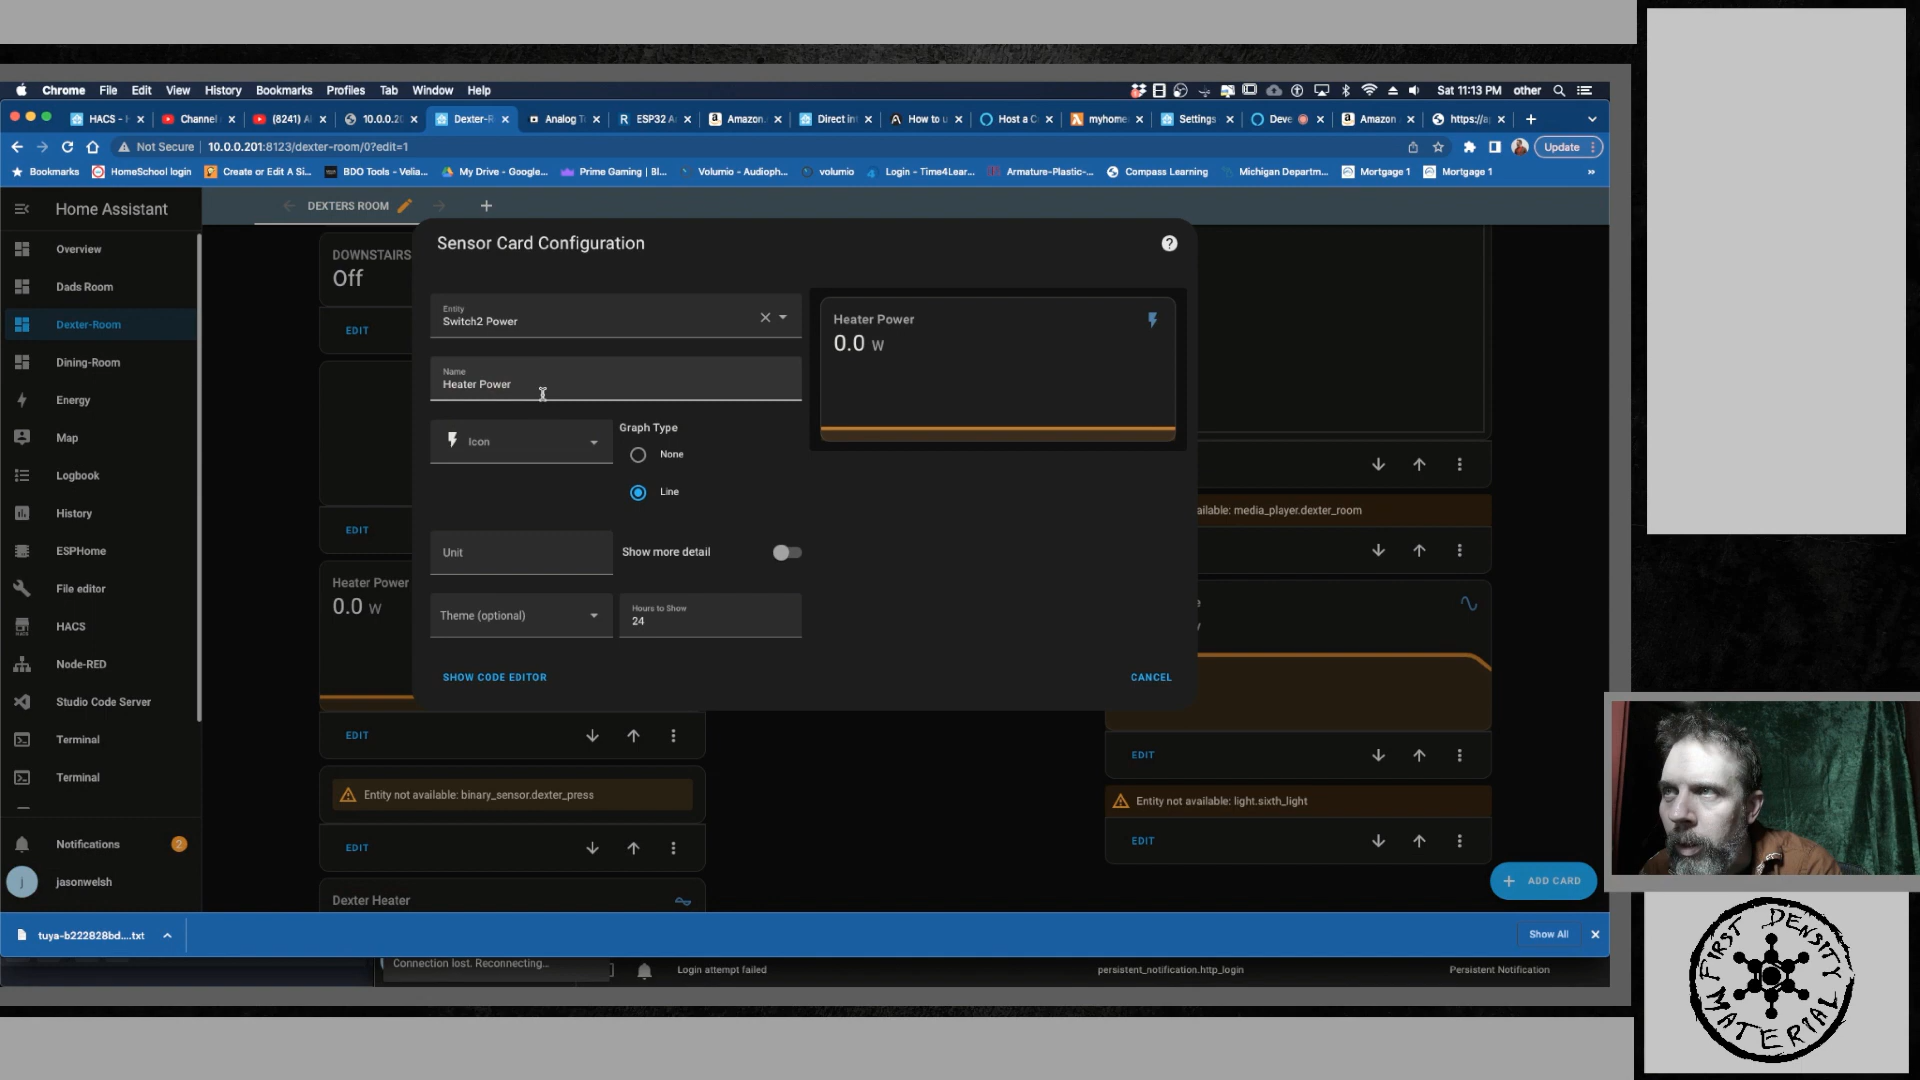 Chrome File Edit View History Bookmarks Profiles Tab Window Help
Sat 11:13 PM other
HACS - Channel (8241) 10.0.0.20 Dexter-R Analog T ESP32 A Amazon. Direct in How to u Host a C myhome Settings Deve Amazon https://a
Not Secure 10.0.0.201:8123/dexter-room/0?edit=1 Update
Bookmarks HomeSchool login Create or Edit A Si... BDO Tools - Velia... My Drive - Google... Prime Gaming | Bl... Volumio - Audioph... volumio Login - Time4Lear... Armature-Plastic-... Compass Learning Michigan Departm... Mortgage 1 Mortgage 1 »
Home Assistant
DEXTERS ROOM
Overview
Dads Room
Dexter-Room
Dining-Room
Energy
Map
Logbook
History
ESPHome
File editor
HACS
Node-RED
Studio Code Server
Terminal
Terminal
Notifications 2
j jasonwelsh
DOWNSTAIRS
Off
EDIT
EDIT
Heater Power
0.0 W
EDIT
Entity not available: binary_sensor.dexter_press
EDIT
Dexter Heater
Sensor Card Configuration
Entity
Switch2 Power
Name
Heater Power
Icon
Graph Type
None
Line
Unit
Show more detail
Theme (optional)
Hours to Show
24
SHOW CODE EDITOR
CANCEL
Heater Power
0.0 W
ailable: media_player.dexter_room
EDIT
Entity not available: light.sixth_light
EDIT
+ ADD CARD
tuya-b222828bd....txt
Show All
Connection lost. Reconnecting...
Login attempt failed
persistent_notification.http_login
Persistent Notification
FIRST DENSITY
MATERIAL